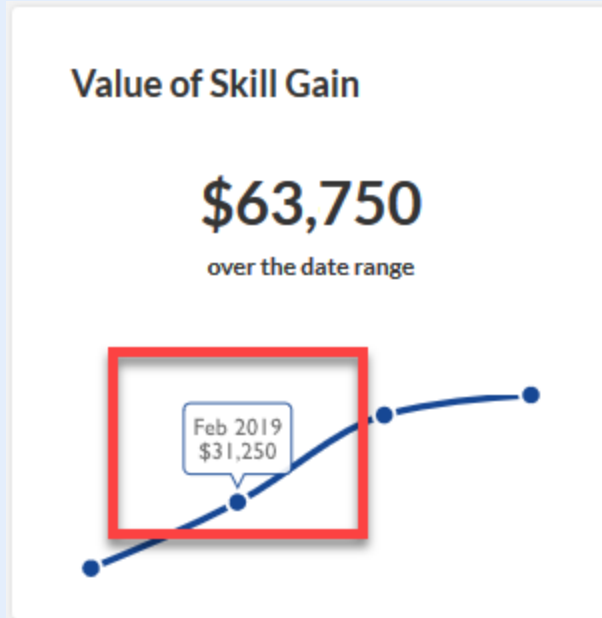 Value of Skill Gain
$63,750
over the date range
Feb 2019
$31,250